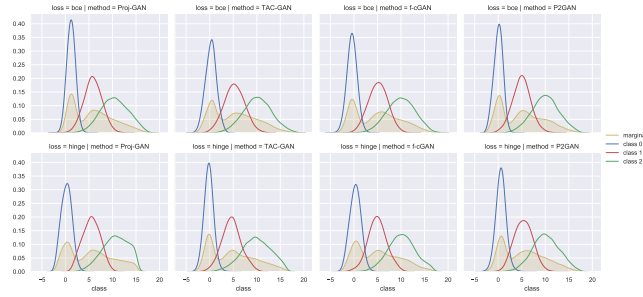 loss = bce | method = Proj-GAN
loss = bce | method = TAC-GAN
loss = bce | method = f-cGAN
loss = bce | method = P2GAN
0.40
0.35
0.30
0.25
0.20
0.15
0.10
0.05
0.00
loss = hinge | method = Proj-GAN
loss = hinge | method = TAC-GAN
loss = hinge | method = f-cGAN
loss = hinge | method = P2GAN
marginal
class 0
class 1
class 2
0.40
0.35
0.30
0.25
0.20
0.15
0.10
0.05
0.00
−5 0 5 10 15 20
−5 0 5 10 15 20
−5 0 5 10 15 20
−5 0 5 10 15 20
class
class
class
class